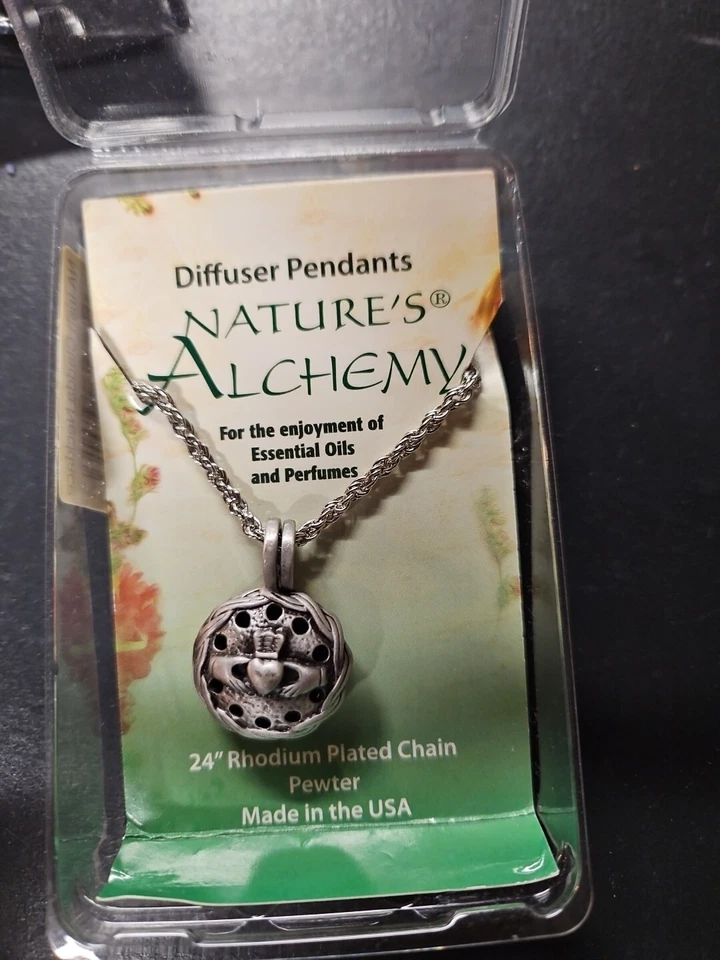 Diffuser Pendants
NATURE'S®
ALCHEMY
For the enjoyment of
Essential Oils
and Perfumes
24" Rhodium Plated Chain
Pewter
Made in the USA